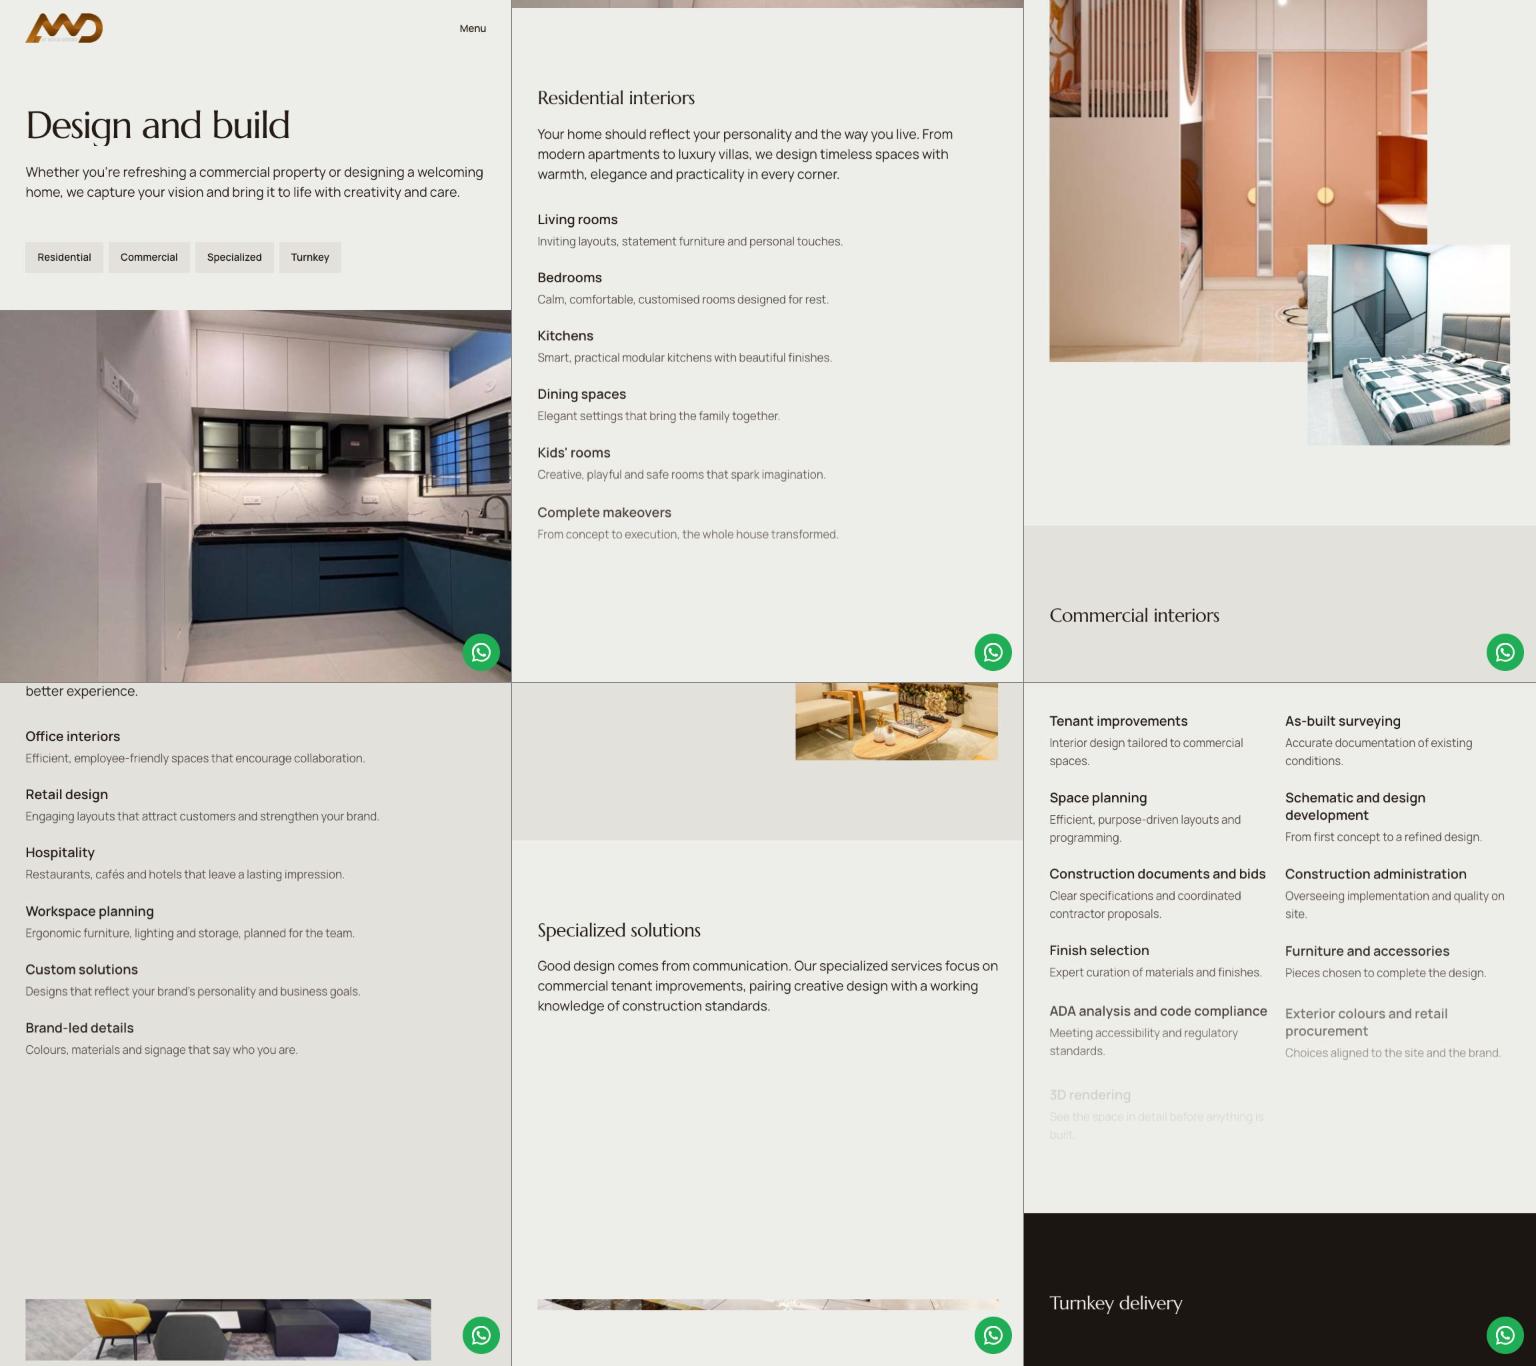 Menu
Design and build
Whether you're refreshing a commercial property or designing a welcoming
home, we capture your vision and bring it to life with creativity and care.
Residential
Commercial
Specialized
Turnkey
Residential interiors
Your home should reflect your personality and the way you live. From
modern apartments to luxury villas, we design timeless spaces with
warmth, elegance and practicality in every corner.
Living rooms
Inviting layouts, statement furniture and personal touches.
Bedrooms
Calm, comfortable, customised rooms designed for rest.
Kitchens
Smart, practical modular kitchens with beautiful finishes.
Dining spaces
Elegant settings that bring the family together.
Kids' rooms
Creative, playful and safe rooms that spark imagination.
Complete makeovers
From concept to execution, the whole house transformed.
Commercial interiors
better experience.
Office interiors
Efficient, employee-friendly spaces that encourage collaboration.
Retail design
Engaging layouts that attract customers and strengthen your brand.
Hospitality
Restaurants, cafés and hotels that leave a lasting impression.
Workspace planning
Ergonomic furniture, lighting and storage, planned for the team.
Custom solutions
Designs that reflect your brand's personality and business goals.
Brand-led details
Colours, materials and signage that say who you are.
Specialized solutions
Good design comes from communication. Our specialized services focus on
commercial tenant improvements, pairing creative design with a working
knowledge of construction standards.
Tenant improvements
Interior design tailored to commercial
spaces.
As-built surveying
Accurate documentation of existing
conditions.
Space planning
Efficient, purpose-driven layouts and
programming.
Schematic and design
development
From first concept to a refined design.
Construction documents and bids
Clear specifications and coordinated
contractor proposals.
Construction administration
Overseeing implementation and quality on
site.
Finish selection
Expert curation of materials and finishes.
Furniture and accessories
Pieces chosen to complete the design.
ADA analysis and code compliance
Meeting accessibility and regulatory
standards.
Exterior colours and retail
procurement
Choices aligned to the site and the brand.
3D rendering
See the space in detail before anything is
built.
Turnkey delivery